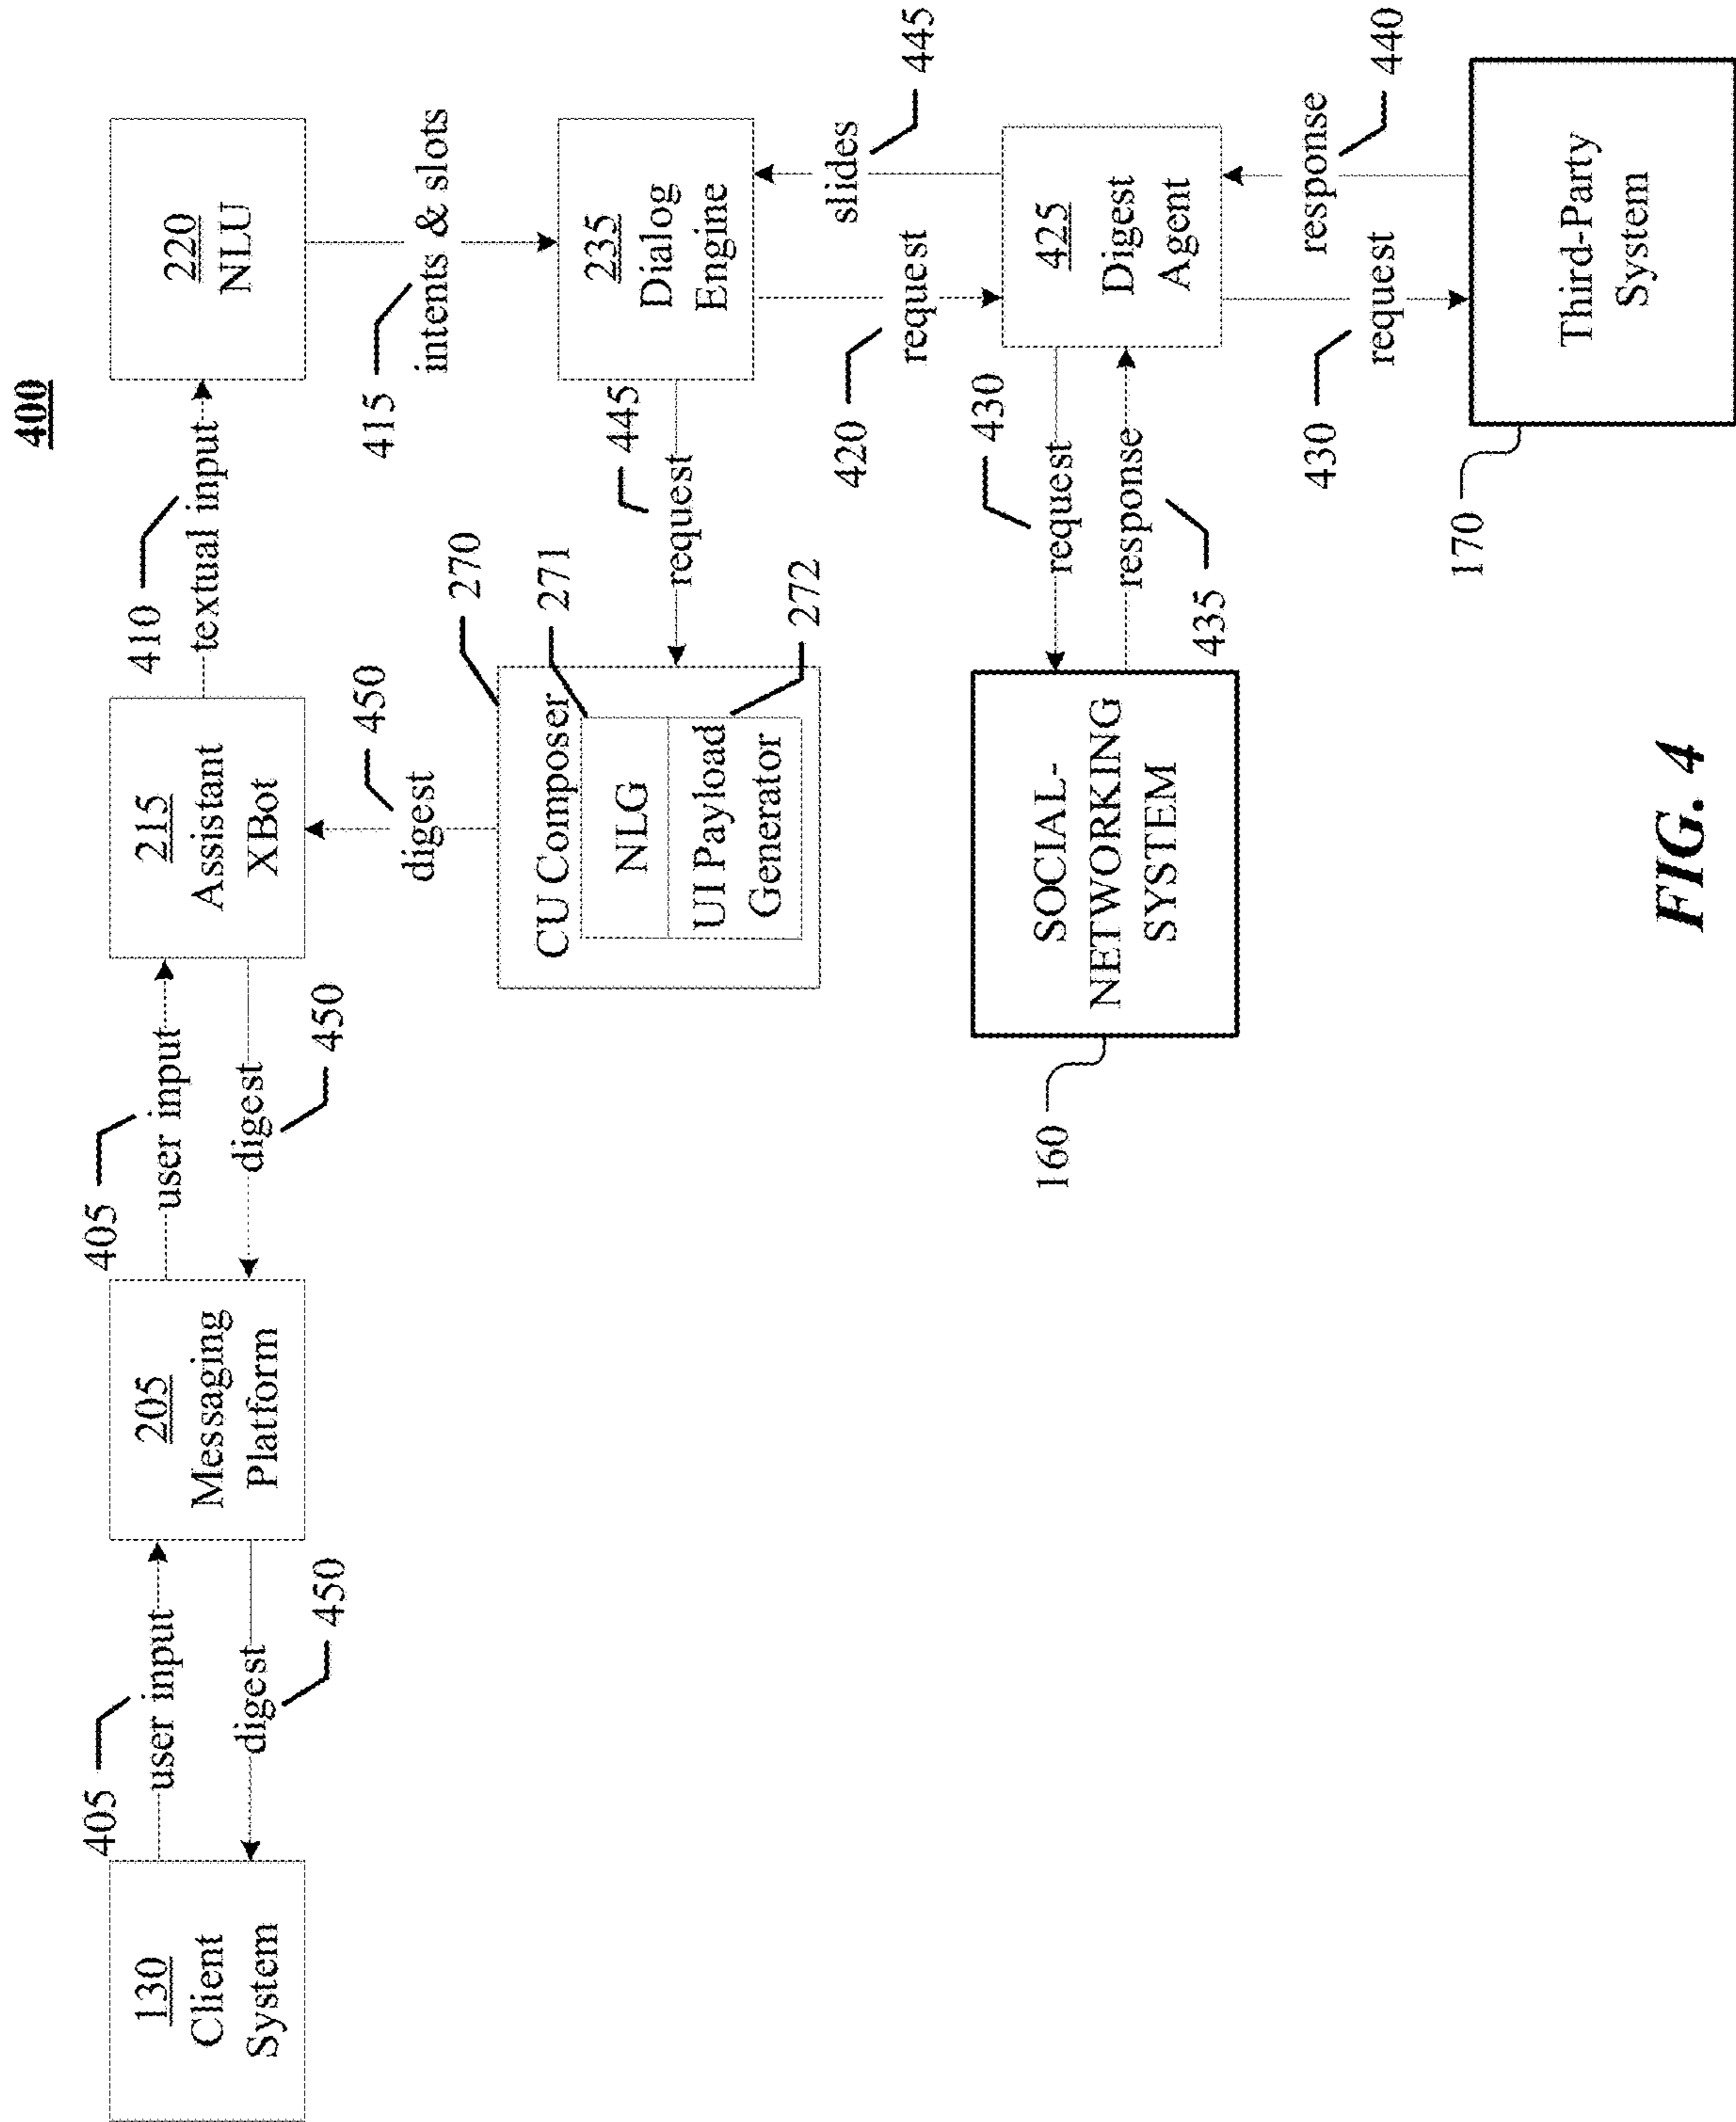 400
405
user input
digest
450
130
Client
System
205
Messaging
Platform
405
user input
digest
450
215
Assistant
XBot
410
textual input
220
NLU
415
intents & slots
digest
450
270
271
272
CU Composer
NLG
UI Payload
Generator
445
request
235
Dialog
Engine
420
request
slides
445
160
SOCIAL-
NETWORKING
SYSTEM
430
request
response
435
425
Digest
Agent
430
request
response
440
170
Third-Party
System
FIG. 4